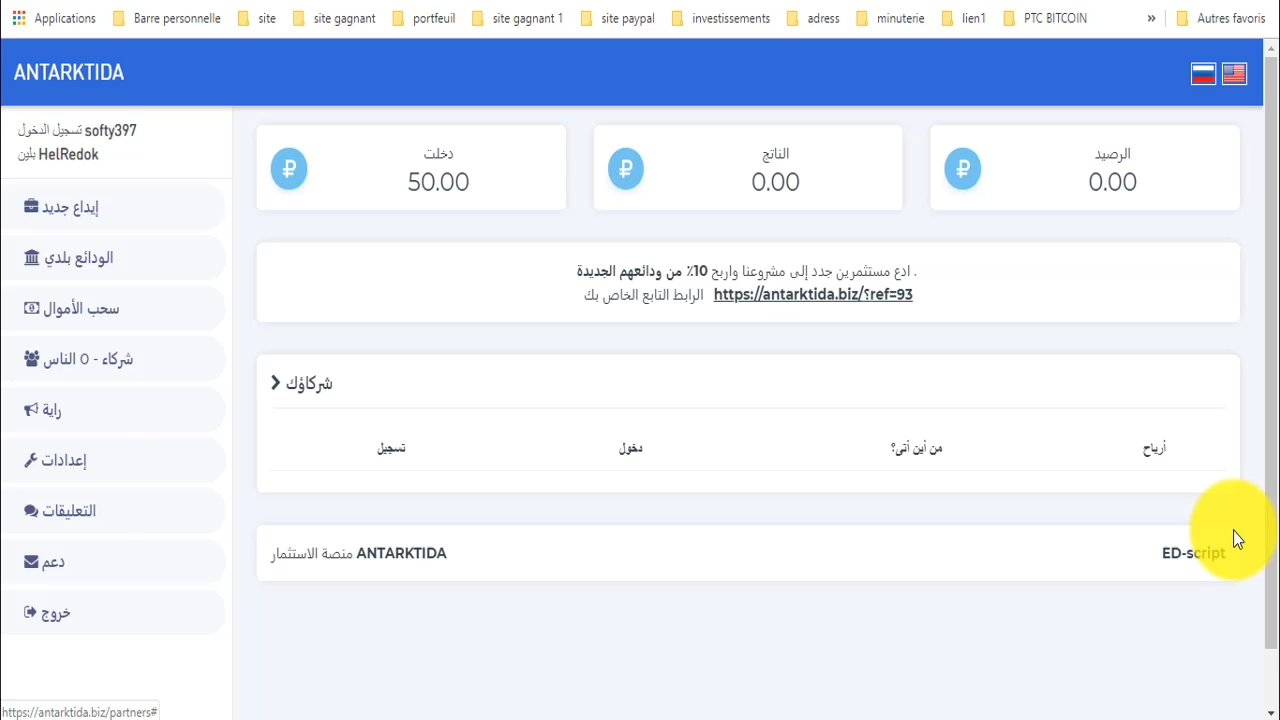 Applications
Barre personnelle
site
site gagnant
portfeuil
site gagnant 1
site paypal
investissements
adress
minuterie
lien1
PTC BITCOIN
»
Autres favoris
ANTARKTIDA
تسجيل الدخول softy397
بلين HelRedok
إيداع جديد
الودائع بلدي
سحب الأموال
شركاء - 0 الناس
راية
إعدادات
التعليقات
دعم
خروج
دخلت
50.00
الناتج
0.00
الرصيد
0.00
ادع مستثمرين جدد إلى مشروعنا واربح 10٪ من ودائعهم الجديدة .
الرابط التابع الخاص بك https://antarktida.biz/?ref=93
شركاؤك
تسجيل
دخول
من أين أتى؟
أرباح
منصة الاستثمار ANTARKTIDA
ED-script
https://antarktida.biz/partners#